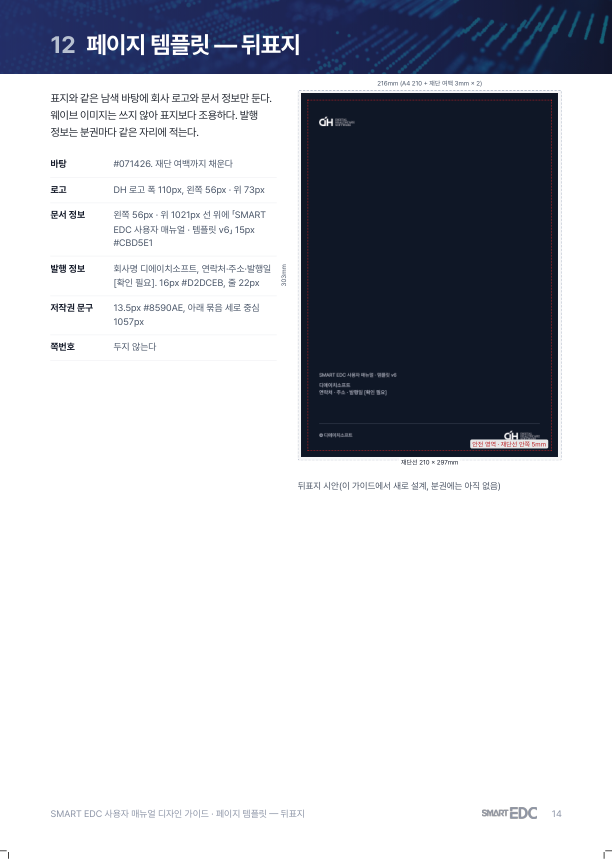 12 페이지 템플릿 — 뒤표지
표지와 같은 남색 바탕에 회사 로고와 문서 정보만 둔다.
웨이브 이미지는 쓰지 않아 표지보다 조용하다. 발행
정보는 분권마다 같은 자리에 적는다.
바탕 #071426. 재단 여백까지 채운다
로고 DH 로고 폭 110px, 왼쪽 56px · 위 73px
문서 정보 왼쪽 56px · 위 1021px 선 위에 「SMART
EDC 사용자 매뉴얼 · 템플릿 v6」 15px
#CBD5E1
발행 정보 회사명 디에이치소프트, 연락처·주소·발행일
[확인 필요]. 16px #D2DCEB, 줄 22px
저작권 문구 13.5px #8590AE, 아래 묶음 세로 중심
1057px
쪽번호 두지 않는다
216mm (A4 210 + 재단 여백 3mm × 2)
303mm
DH
SMART EDC 사용자 매뉴얼 · 템플릿 v6
디에이치소프트
연락처 · 주소 · 발행일 [확인 필요]
© 디에이치소프트
DH
안전 영역 · 재단선 안쪽 5mm
재단선 210 × 297mm
뒤표지 시안(이 가이드에서 새로 설계, 분권에는 아직 없음)
SMART EDC 사용자 매뉴얼 디자인 가이드 · 페이지 템플릿 — 뒤표지
SMART EDC 14